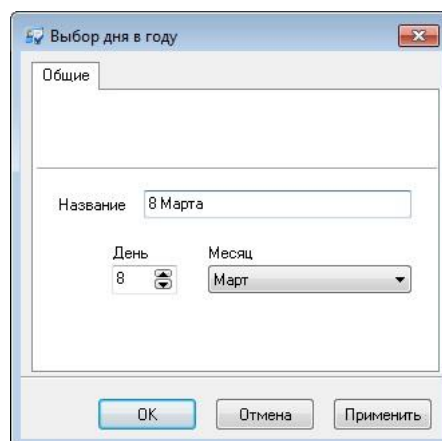 Выбор дня в году
Общие
Название 8 Марта
День Месяц
8 Март
OK Отмена Применить